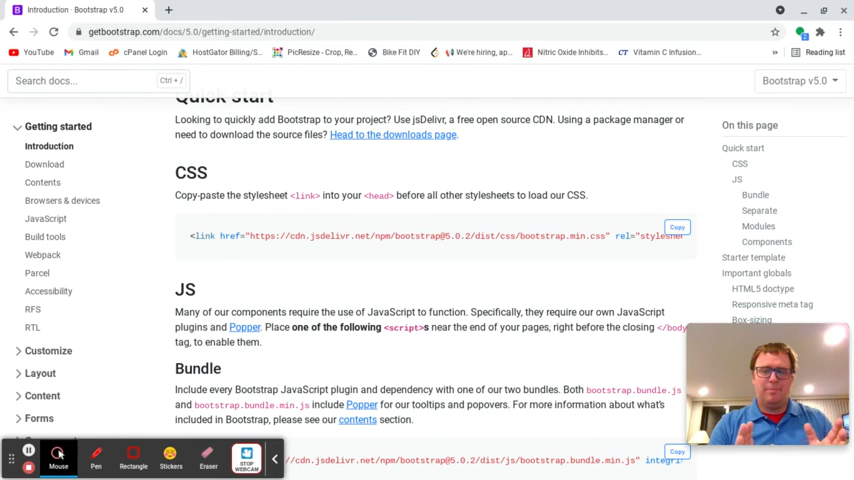 Introduction · Bootstrap v5.0
getbootstrap.com/docs/5.0/getting-started/introduction/
YouTube
Gmail
cPanel Login
HostGator Billing/S...
PicResize - Crop, Re...
Bike Fit DIY
We're hiring, ap...
Nitric Oxide Inhibits...
CT Vitamin C Infusion...
»
Reading list
Search docs...
Ctrl + /
Bootstrap v5.0
Getting started
Introduction
Download
Contents
Browsers & devices
JavaScript
Build tools
Webpack
Parcel
Accessibility
RFS
RTL
Customize
Layout
Content
Forms
Quick start
Looking to quickly add Bootstrap to your project? Use jsDelivr, a free open source CDN. Using a package manager or
need to download the source files? Head to the downloads page.
CSS
Copy-paste the stylesheet <link> into your <head> before all other stylesheets to load our CSS.
Copy
<link href="https://cdn.jsdelivr.net/npm/bootstrap@5.0.2/dist/css/bootstrap.min.css" rel="styleshe
JS
Many of our components require the use of JavaScript to function. Specifically, they require our own JavaScript
plugins and Popper. Place one of the following <script>s near the end of your pages, right before the closing </body
tag, to enable them.
Bundle
Include every Bootstrap JavaScript plugin and dependency with one of our two bundles. Both bootstrap.bundle.js
and bootstrap.bundle.min.js include Popper for our tooltips and popovers. For more information about what's
included in Bootstrap, please see our contents section.
Copy
://cdn.jsdelivr.net/npm/bootstrap@5.0.2/dist/js/bootstrap.bundle.min.js" integri
On this page
Quick start
CSS
JS
Bundle
Separate
Modules
Components
Starter template
Important globals
HTML5 doctype
Responsive meta tag
Box-sizing
Mouse
Pen
Rectangle
Stickers
Eraser
STOP
WEBCAM